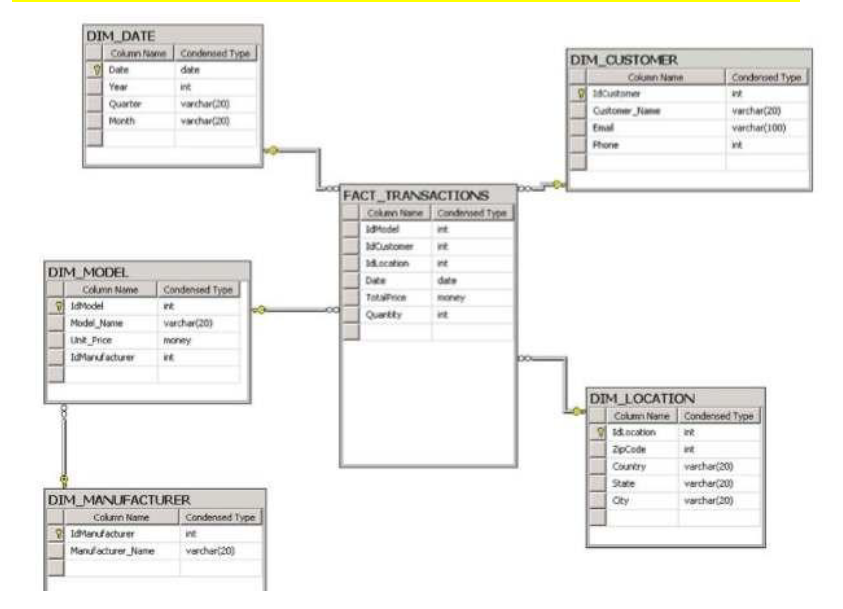 DIM_DATE
Column Name Condensed Type
Date date
Year int
Quarter varchar(20)
Month varchar(20)
DIM_CUSTOMER
Column Name Condensed Type
IdCustomer int
Customer_Name varchar(20)
Email varchar(100)
Phone int
FACT_TRANSACTIONS
Column Name Condensed Type
IdModel int
IdCustomer int
IdLocation int
Date date
TotalPrice money
Quantity int
DIM_MODEL
Column Name Condensed Type
IdModel int
Model_Name varchar(20)
Unit_Price money
IdManufacturer int
DIM_LOCATION
Column Name Condensed Type
IdLocation int
ZipCode int
Country varchar(20)
State varchar(20)
City varchar(20)
DIM_MANUFACTURER
Column Name Condensed Type
IdManufacturer int
Manufacturer_Name varchar(20)